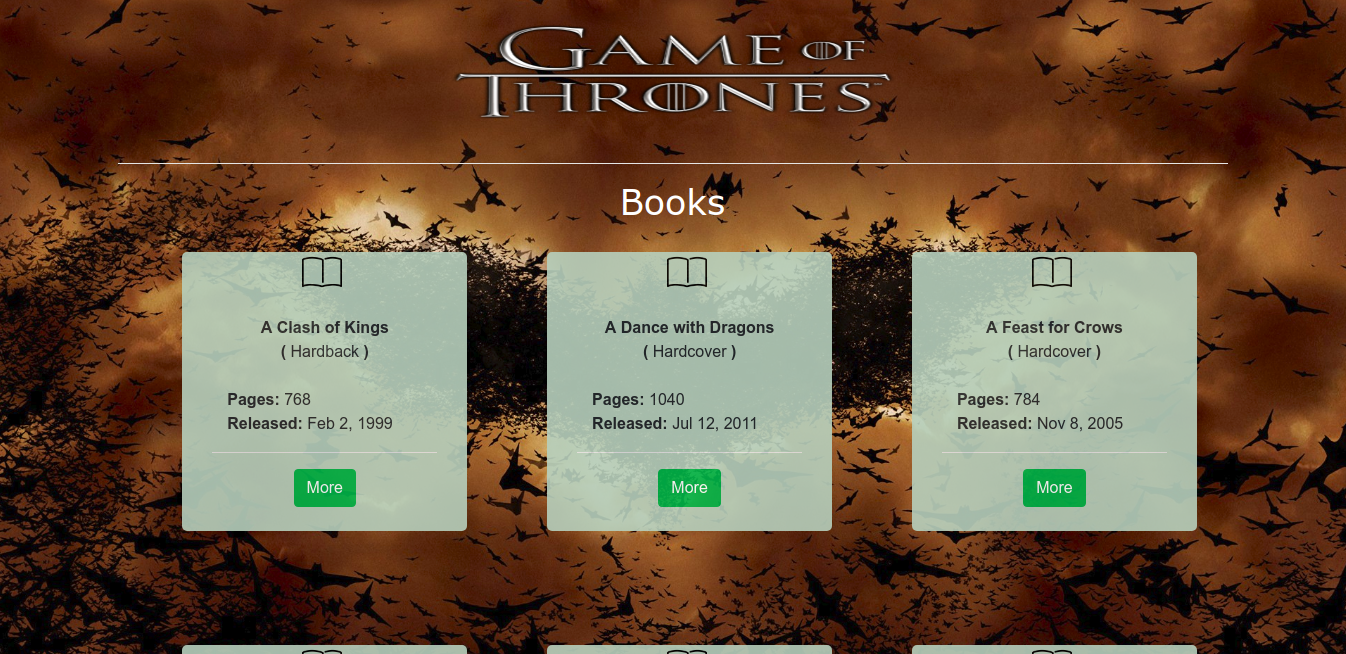 GAME OF
THRONES
Books
A Clash of Kings
( Hardback )
Pages: 768
Released: Feb 2, 1999
More
A Dance with Dragons
( Hardcover )
Pages: 1040
Released: Jul 12, 2011
More
A Feast for Crows
( Hardcover )
Pages: 784
Released: Nov 8, 2005
More